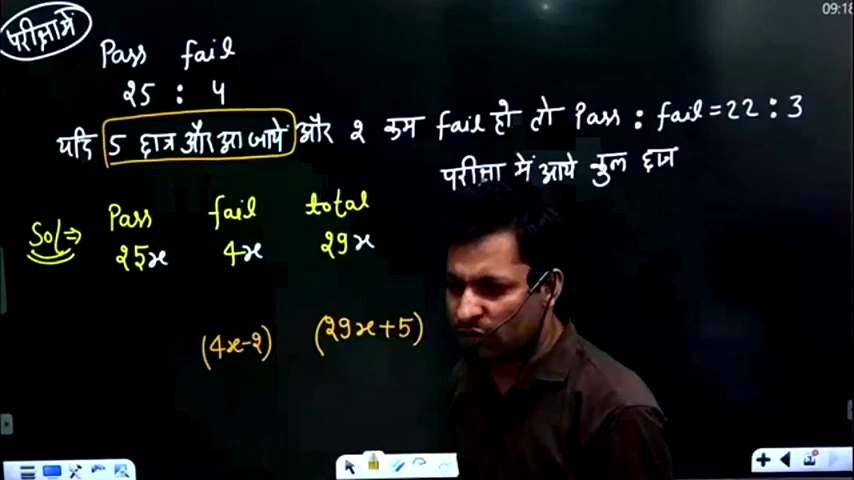 09:18
परीक्षा में
Pass fail
25 : 4
यदि 5 छात्र और आ जाये और 2 कम fail हो तो Pass : fail = 22 : 3
परीक्षा में आये कुल छात्र
Sol ⇒ Pass fail total
25x 4x 29x
(4x-2) (29x+5)